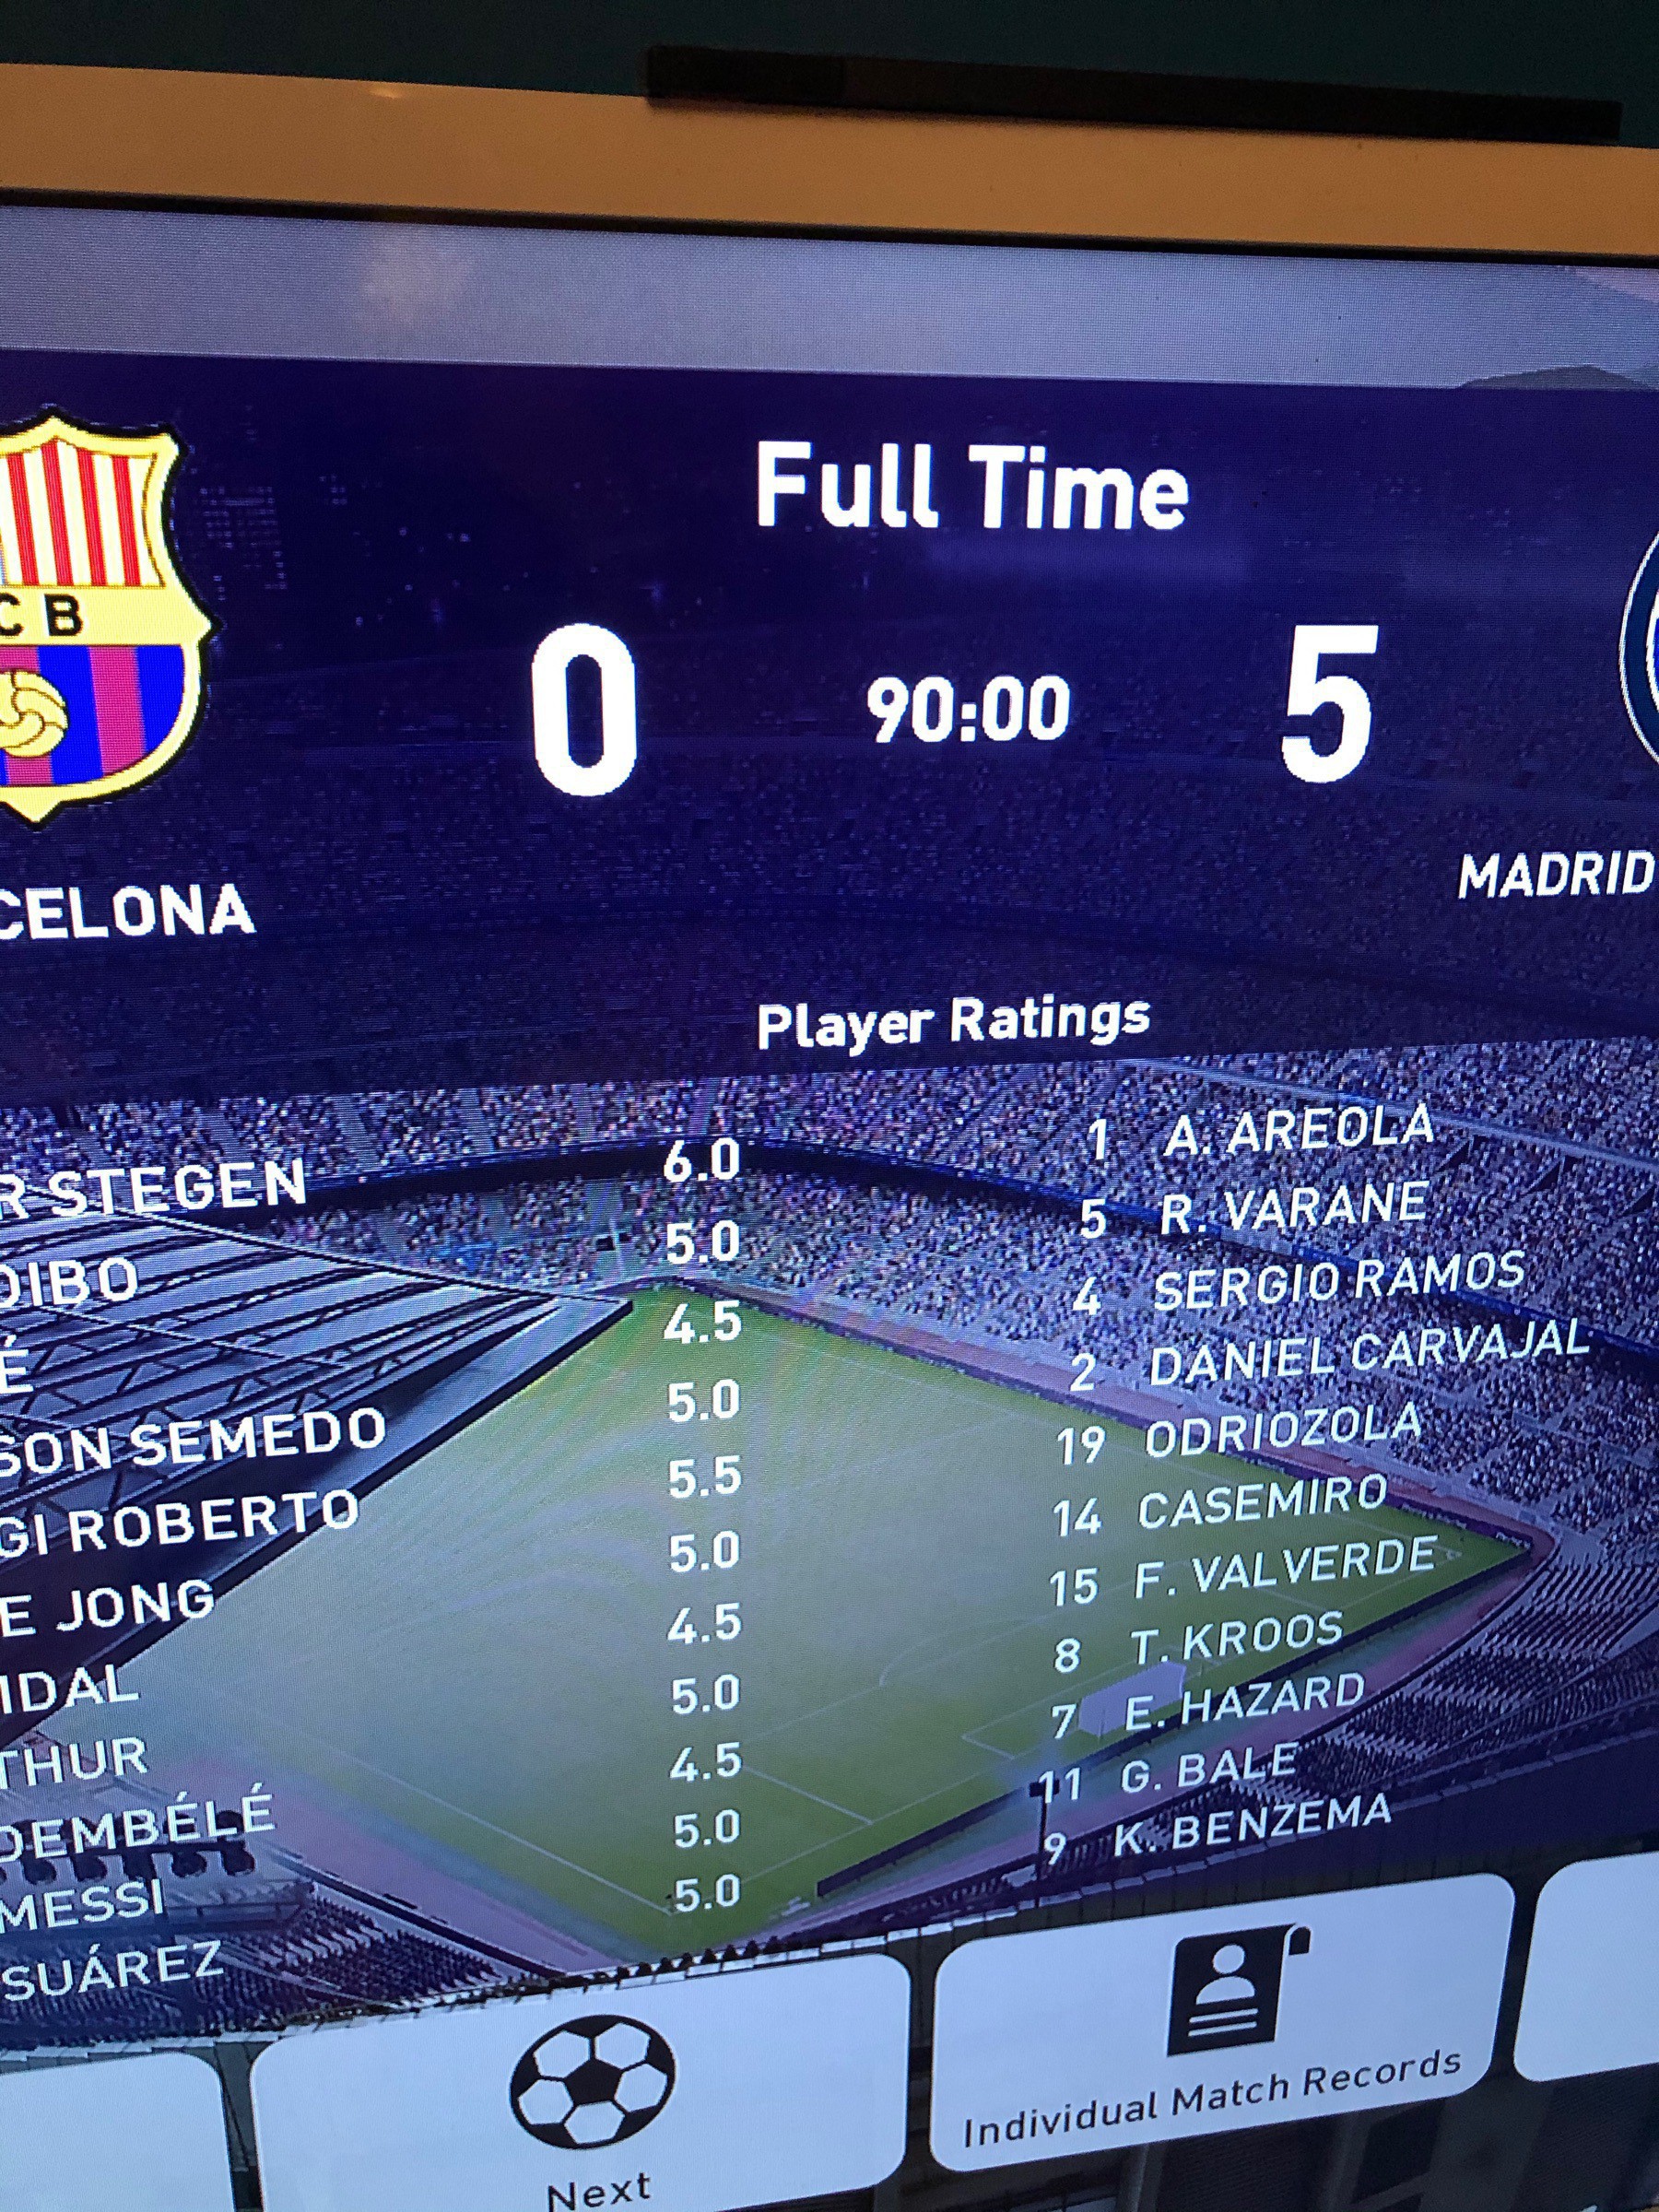 CB
Full Time
0 90:00 5
CELONA
MADRID
Player Ratings
R STEGEN 6.0 1 A. AREOLA
DIBO 5.0 5 R. VARANE
É 4.5 4 SERGIO RAMOS
SON SEMEDO 5.0 2 DANIEL CARVAJAL
GI ROBERTO 5.5 19 ODRIOZOLA
E JONG 5.0 14 CASEMIRO
IDAL 4.5 15 F. VALVERDE
THUR 5.0 8 T. KROOS
DEMBÉLÉ 4.5 7 E. HAZARD
MESSI 5.0 11 G. BALE
SUÁREZ 5.0 9 K. BENZEMA
Next
Individual Match Records